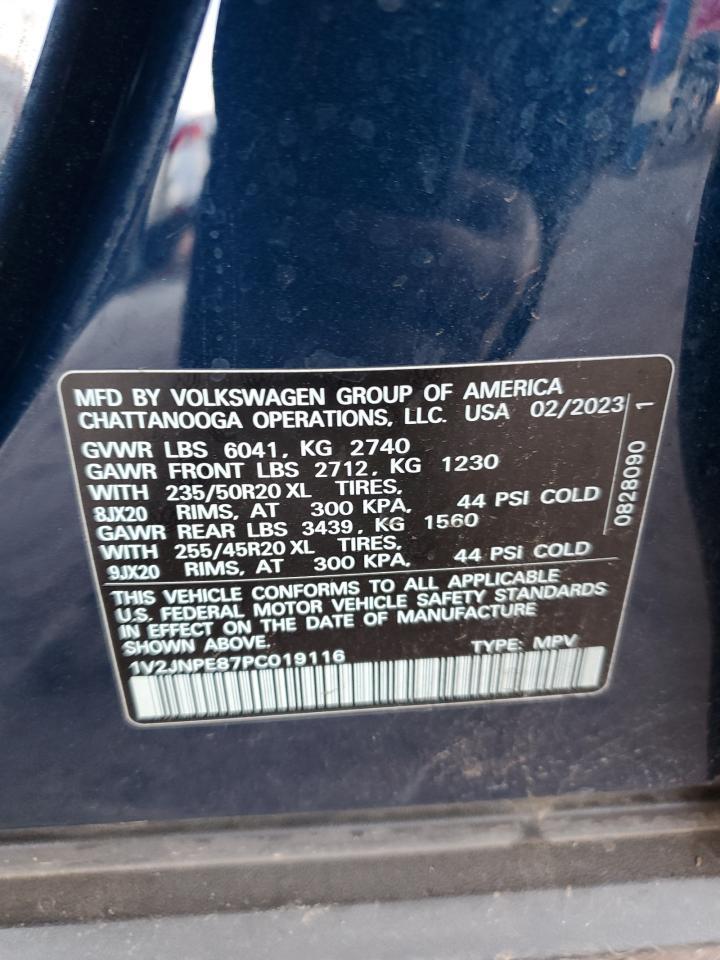 MFD BY VOLKSWAGEN GROUP OF AMERICA
CHATTANOOGA OPERATIONS, LLC. USA 02/2023
GVWR LBS 6041, KG 2740
GAWR FRONT LBS 2712, KG 1230
WITH 235/50R20 XL TIRES,
8JX20 RIMS, AT 300 KPA, 44 PSI COLD
GAWR REAR LBS 3439, KG 1560
WITH 255/45R20 XL TIRES,
9JX20 RIMS, AT 300 KPA, 44 PSI COLD
THIS VEHICLE CONFORMS TO ALL APPLICABLE
U.S. FEDERAL MOTOR VEHICLE SAFETY STANDARDS
IN EFFECT ON THE DATE OF MANUFACTURE
SHOWN ABOVE.
1V2JNPE87PC019116 TYPE: MPV
0828090 1